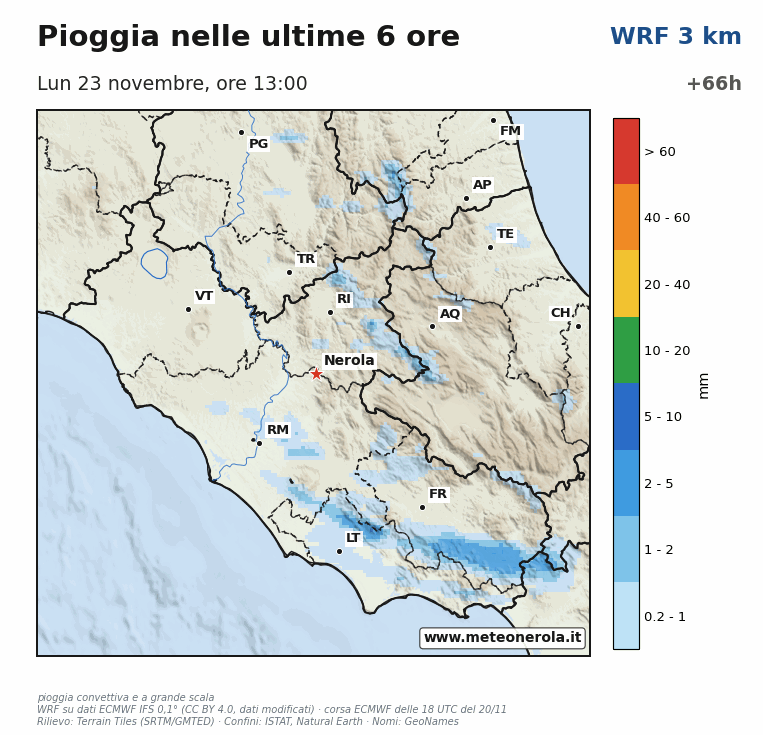 Pioggia nelle ultime 6 ore
WRF 3 km
Lun 23 novembre, ore 13:00
+66h
FM
PG
AP
TE
TR
VT
RI
AQ
CH
Nerola
RM
FR
LT
www.meteonerola.it
> 60
40 - 60
20 - 40
10 - 20
5 - 10
2 - 5
1 - 2
0.2 - 1
mm
pioggia convettiva e a grande scala
WRF su dati ECMWF IFS 0,1° (CC BY 4.0, dati modificati) · corsa ECMWF delle 18 UTC del 20/11
Rilievo: Terrain Tiles (SRTM/GMTED) · Confini: ISTAT, Natural Earth · Nomi: GeoNames